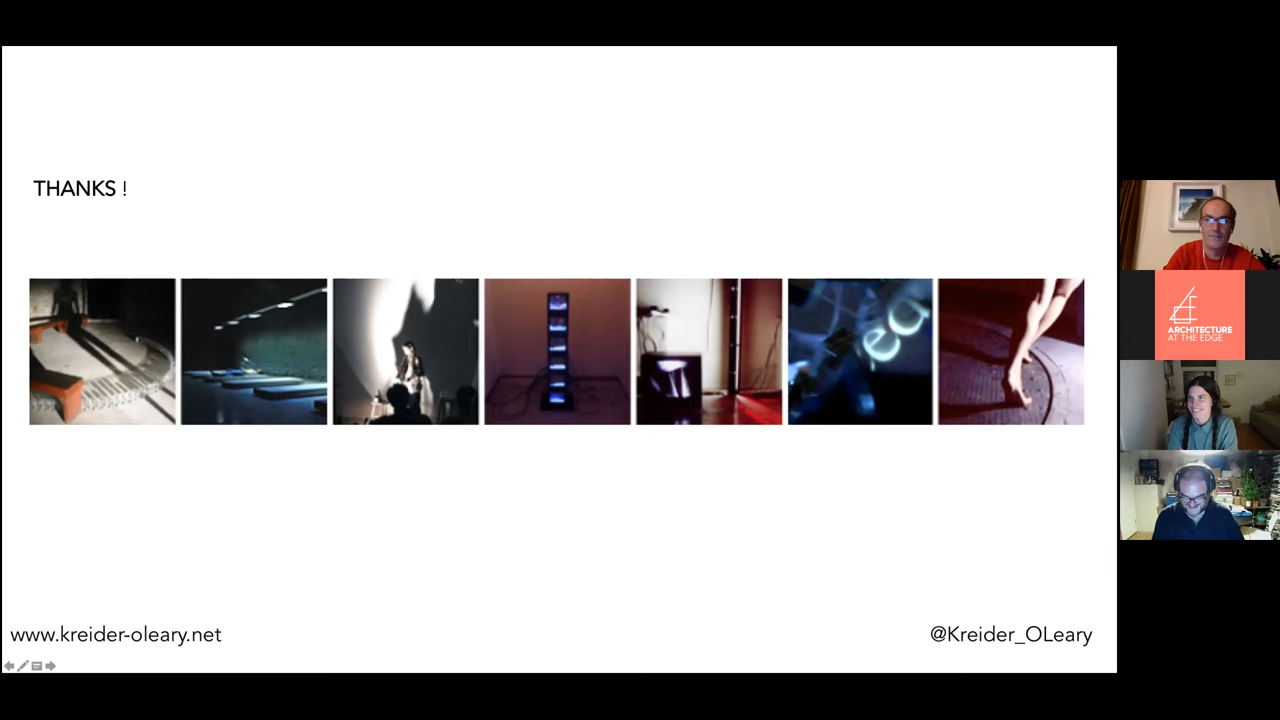 THANKS !
ARCHITECTURE
AT THE EDGE
www.kreider-oleary.net
@Kreider_OLeary